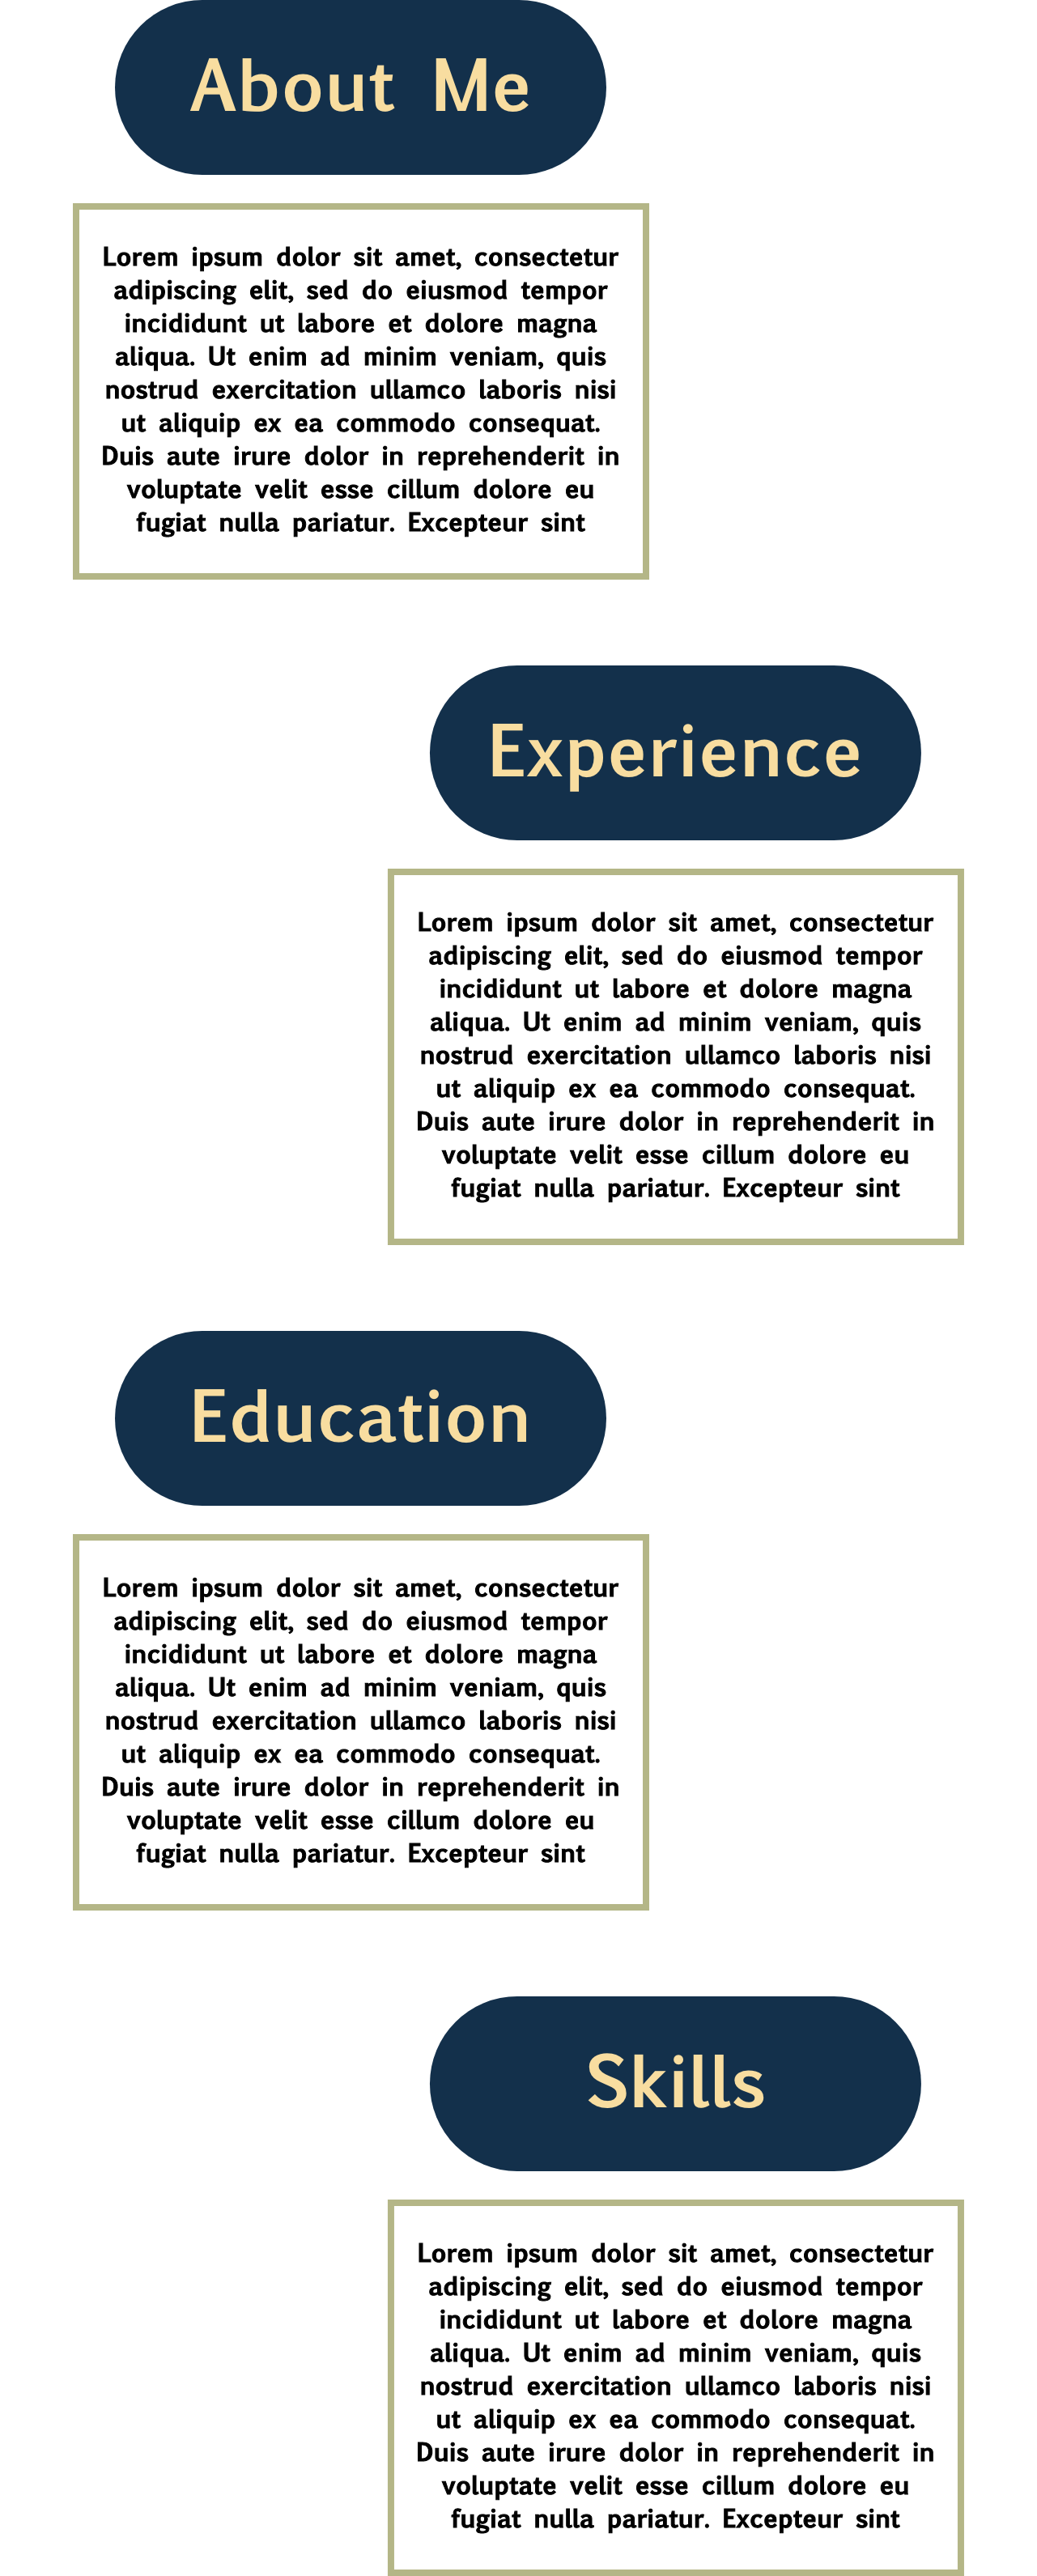 About Me
Lorem ipsum dolor sit amet, consectetur
adipiscing elit, sed do eiusmod tempor
incididunt ut labore et dolore magna
aliqua. Ut enim ad minim veniam, quis
nostrud exercitation ullamco laboris nisi
ut aliquip ex ea commodo consequat.
Duis aute irure dolor in reprehenderit in
voluptate velit esse cillum dolore eu
fugiat nulla pariatur. Excepteur sint
Experience
Lorem ipsum dolor sit amet, consectetur
adipiscing elit, sed do eiusmod tempor
incididunt ut labore et dolore magna
aliqua. Ut enim ad minim veniam, quis
nostrud exercitation ullamco laboris nisi
ut aliquip ex ea commodo consequat.
Duis aute irure dolor in reprehenderit in
voluptate velit esse cillum dolore eu
fugiat nulla pariatur. Excepteur sint
Education
Lorem ipsum dolor sit amet, consectetur
adipiscing elit, sed do eiusmod tempor
incididunt ut labore et dolore magna
aliqua. Ut enim ad minim veniam, quis
nostrud exercitation ullamco laboris nisi
ut aliquip ex ea commodo consequat.
Duis aute irure dolor in reprehenderit in
voluptate velit esse cillum dolore eu
fugiat nulla pariatur. Excepteur sint
Skills
Lorem ipsum dolor sit amet, consectetur
adipiscing elit, sed do eiusmod tempor
incididunt ut labore et dolore magna
aliqua. Ut enim ad minim veniam, quis
nostrud exercitation ullamco laboris nisi
ut aliquip ex ea commodo consequat.
Duis aute irure dolor in reprehenderit in
voluptate velit esse cillum dolore eu
fugiat nulla pariatur. Excepteur sint